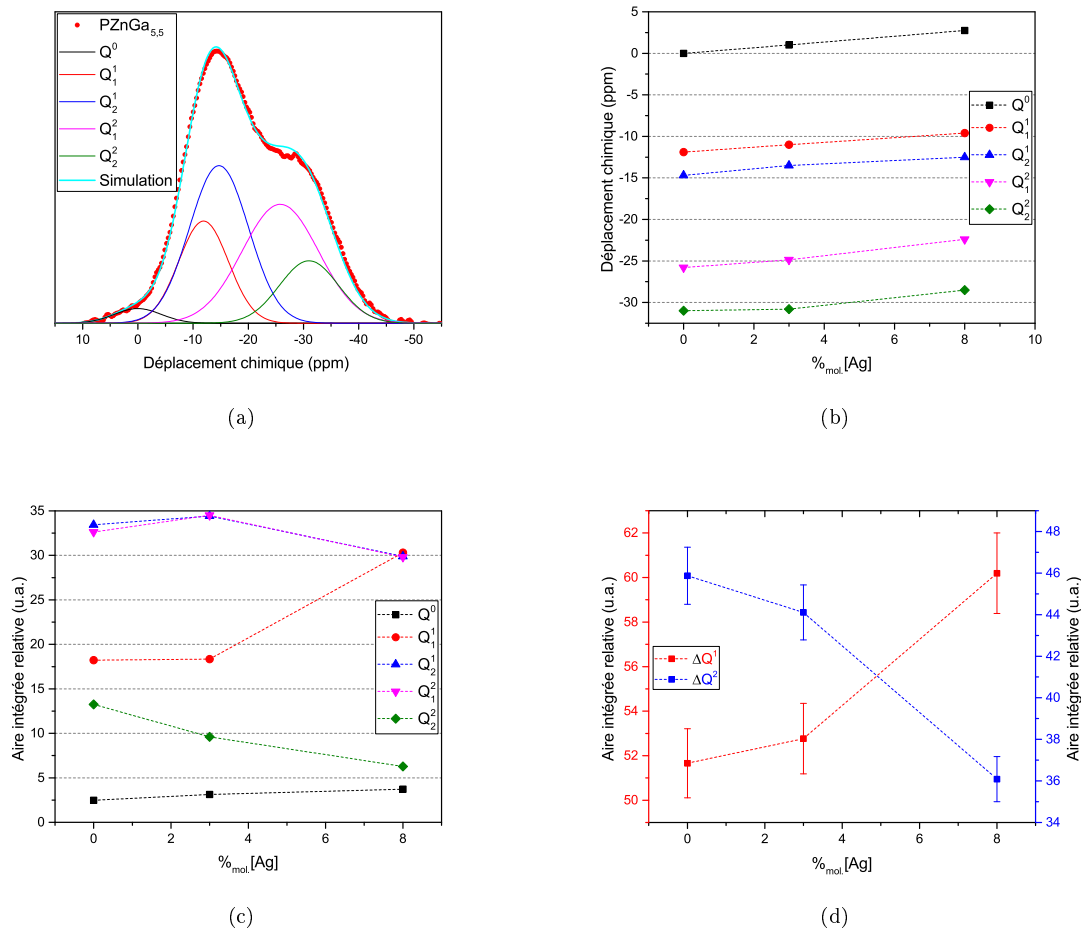 PZnGa5,5
Q0
Q11
Q12
Q21
Q22
Simulation
10 0 -10 -20 -30 -40 -50
Déplacement chimique (ppm)
(a)
5
0
5
-10
-15
-20
-25
-30
Déplacement chimique (ppm)
Q0
Q11
Q12
Q21
Q22
0 2 4 6 8 10
%mol.[Ag]
(b)
35
30
25
20
15
10
5
0
Aire intégrée relative (u.a.)
Q0
Q11
Q12
Q21
Q22
0 2 4 6 8
%mol.[Ag]
(c)
62
60
58
56
54
52
50
Aire intégrée relative (u.a.)
ΔQ1
ΔQ2
48
46
44
42
40
38
36
34
Aire intégrée relative (u.a.)
0 2 4 6 8
%mol.[Ag]
(d)